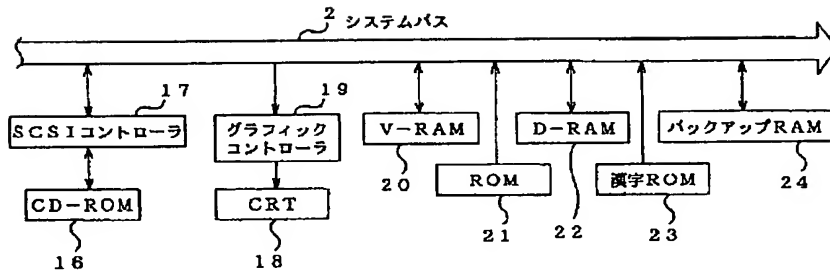 2 システムバス
17
19
SCSIコントローラ
グラフィック
コントローラ
V-RAM
D-RAM
バックアップRAM
20
22
24
CD-ROM
CRT
ROM
漢字ROM
16
18
21
23